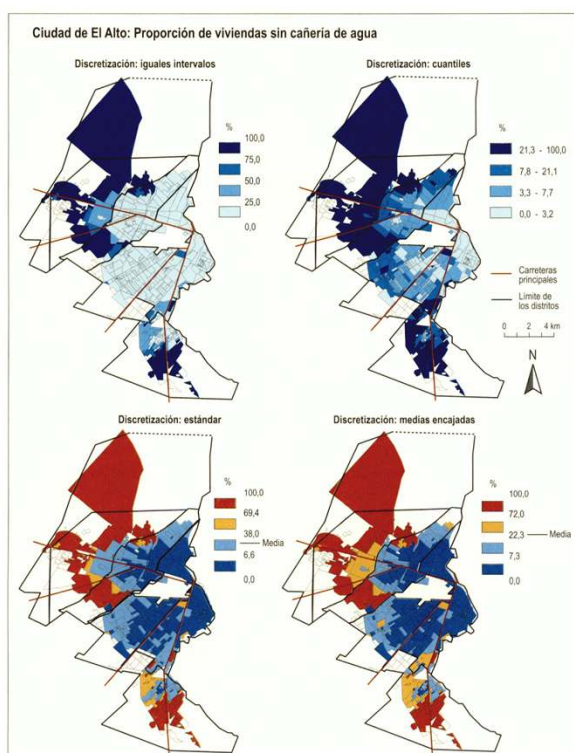 Ciudad de El Alto: Proporción de viviendas sin cañería de agua
Discretización: iguales intervalos
%
100,0
75,0
50,0
25,0
0,0
Discretización: cuantiles
%
21,3 - 100,0
7,8 - 21,1
3,3 - 7,7
0,0 - 3,2
Carreteras
principales
Límite de
los distritos
0 2 4 km
N
Discretización: estándar
%
100,0
69,4
38,0
Media
6,6
0,0
Discretización: medias encajadas
%
100,0
72,0
22,3
Media
7,3
0,0